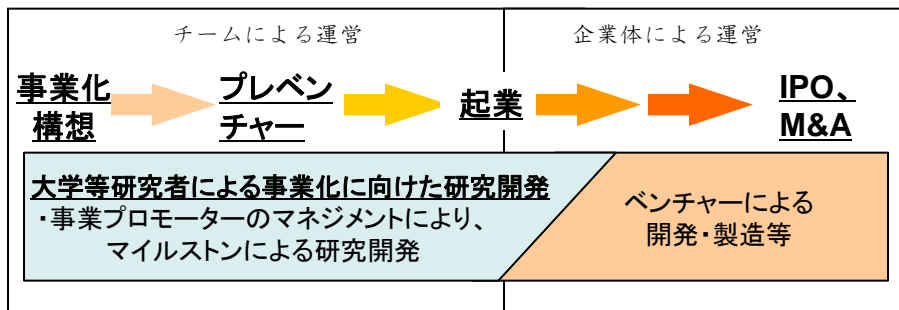 チームによる運営
企業体による運営
事業化
構想
プレベン
チャー
起業
IPO、
M&A
大学等研究者による事業化に向けた研究開発
・事業プロモーターのマネジメントにより、
マイルストンによる研究開発
ベンチャーによる
開発・製造等